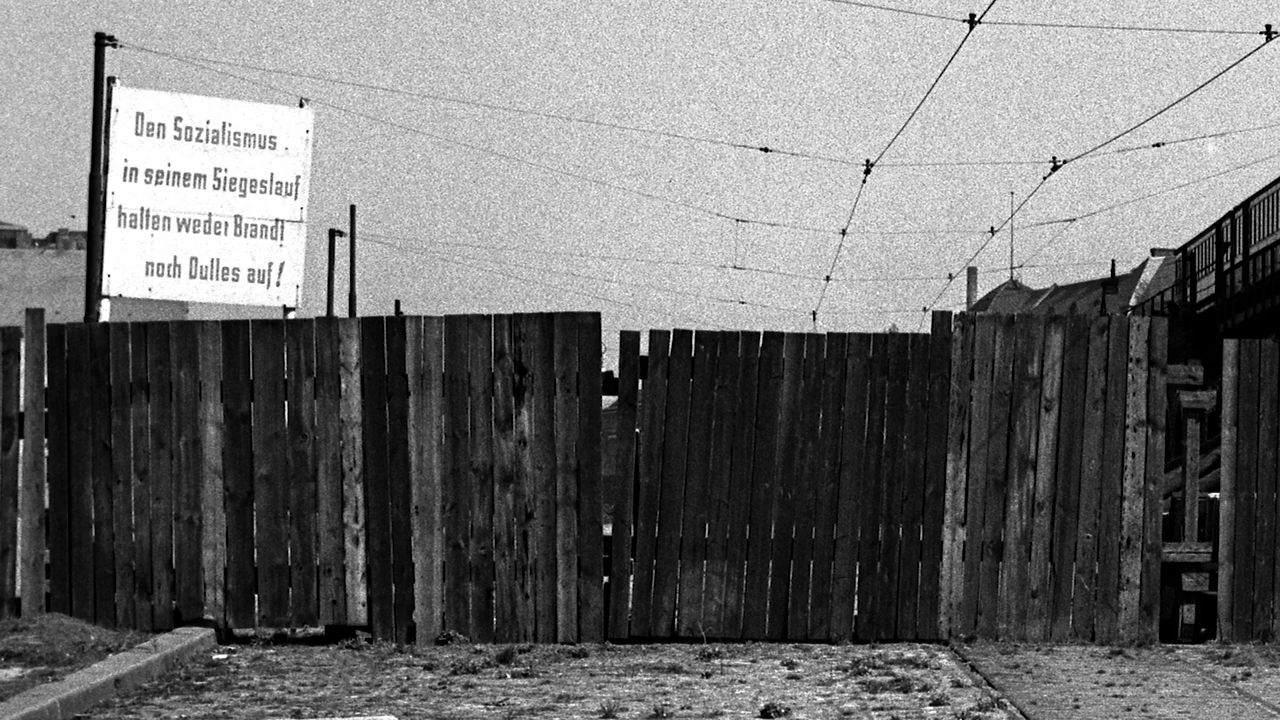 Den Sozialismus
in seinem Siegeslauf
halten weder Brandt
noch Dulles auf!